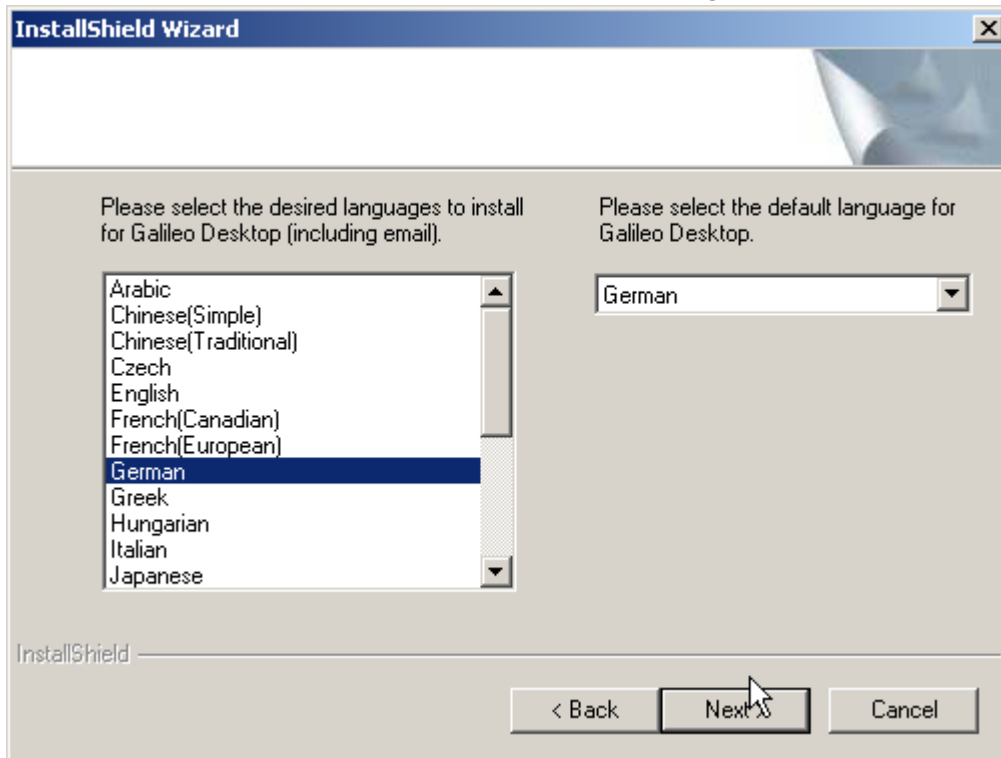 InstallShield Wizard
Please select the desired languages to install
for Galileo Desktop (including email).
Arabic
Chinese(Simple)
Chinese(Traditional)
Czech
English
French(Canadian)
French(European)
German
Greek
Hungarian
Italian
Japanese
Please select the default language for
Galileo Desktop.
German
InstallShield
< Back
Next >
Cancel